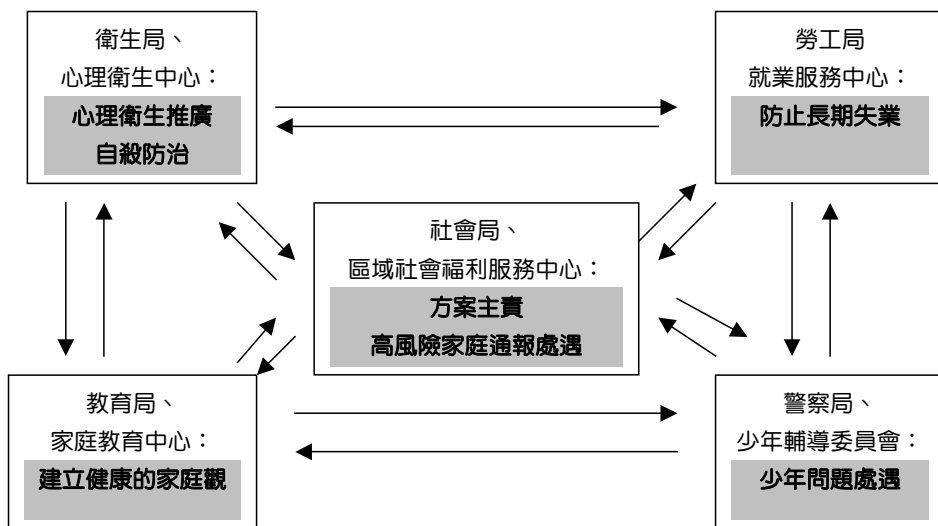 衛生局、
心理衛生中心：
心理衛生推廣
自殺防治
勞工局
就業服務中心：
防止長期失業
社會局、
區域社會福利服務中心：
方案主責
高風險家庭通報處遇
教育局、
家庭教育中心：
建立健康的家庭觀
警察局、
少年輔導委員會：
少年問題處遇